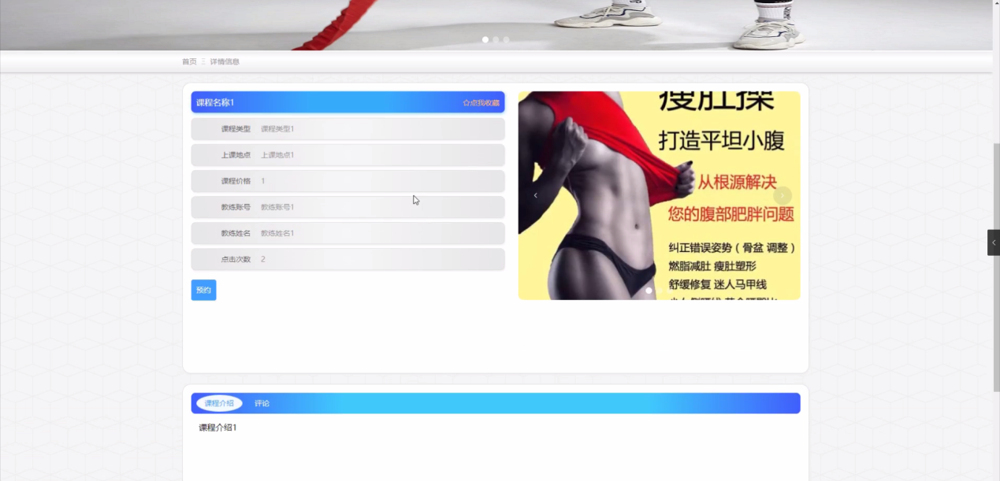 首页 三 详情信息
课程名称1
☆点我收藏
课程类型 课程类型1
上课地点 上课地点1
课程价格 1
教练账号 教练账号1
教练姓名 教练姓名1
点击次数 2
预约
瘦肚操
打造平坦小腹
从根源解决
您的腹部肥胖问题
纠正错误姿势(骨盆 调整)
燃脂减肚 瘦肚塑形
舒缓修复 迷人马甲线
课程介绍 评论
课程介绍1